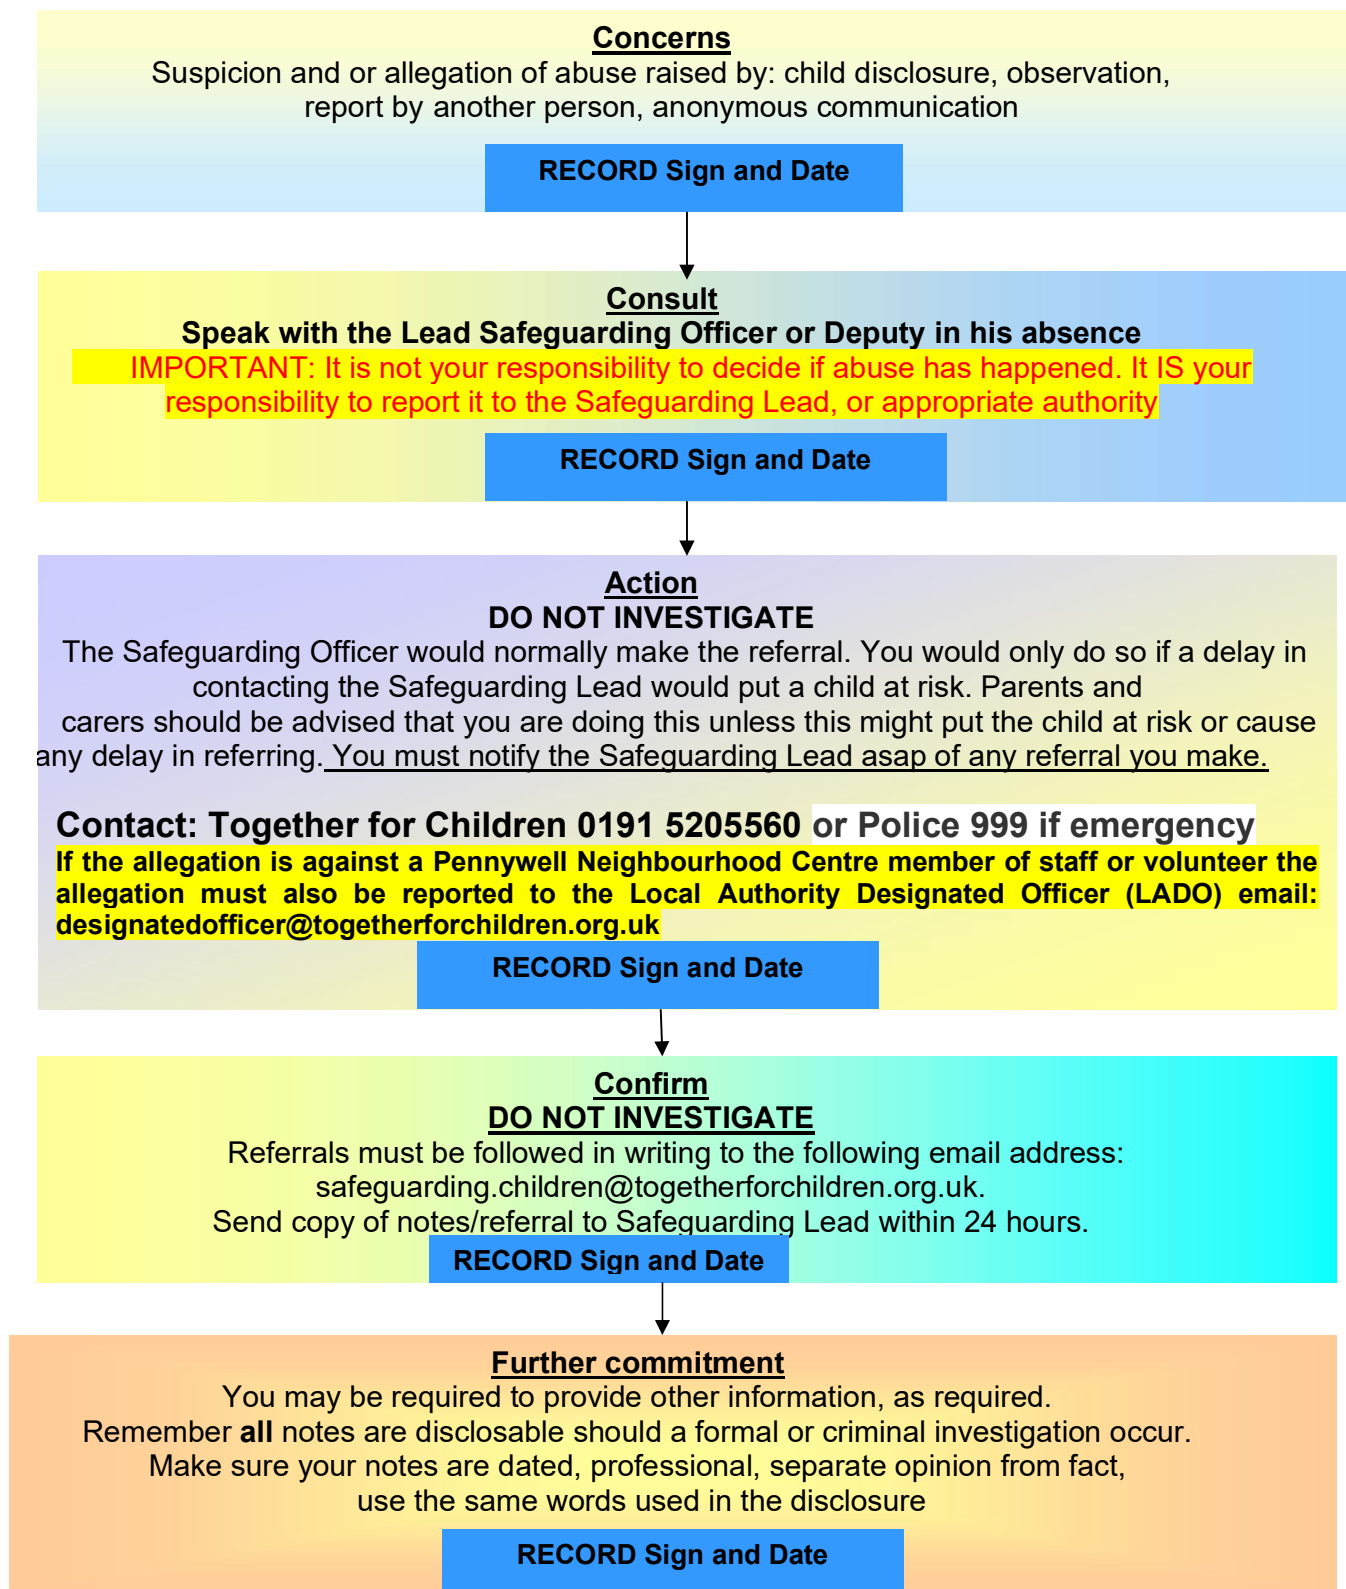 Concerns
Suspicion and or allegation of abuse raised by: child disclosure, observation,
report by another person, anonymous communication
RECORD Sign and Date
Consult
Speak with the Lead Safeguarding Officer or Deputy in his absence
IMPORTANT: It is not your responsibility to decide if abuse has happened. It IS your
responsibility to report it to the Safeguarding Lead, or appropriate authority
RECORD Sign and Date
Action
DO NOT INVESTIGATE
The Safeguarding Officer would normally make the referral. You would only do so if a delay in
contacting the Safeguarding Lead would put a child at risk. Parents and
carers should be advised that you are doing this unless this might put the child at risk or cause
any delay in referring. You must notify the Safeguarding Lead asap of any referral you make.
Contact: Together for Children 0191 5205560 or Police 999 if emergency
If the allegation is against a Pennywell Neighbourhood Centre member of staff or volunteer the
allegation must also be reported to the Local Authority Designated Officer (LADO) email:
designatedofficer@togetherforchildren.org.uk
RECORD Sign and Date
Confirm
DO NOT INVESTIGATE
Referrals must be followed in writing to the following email address:
safeguarding.children@togetherforchildren.org.uk.
Send copy of notes/referral to Safeguarding Lead within 24 hours.
RECORD Sign and Date
Further commitment
You may be required to provide other information, as required.
Remember all notes are disclosable should a formal or criminal investigation occur.
Make sure your notes are dated, professional, separate opinion from fact,
use the same words used in the disclosure
RECORD Sign and Date